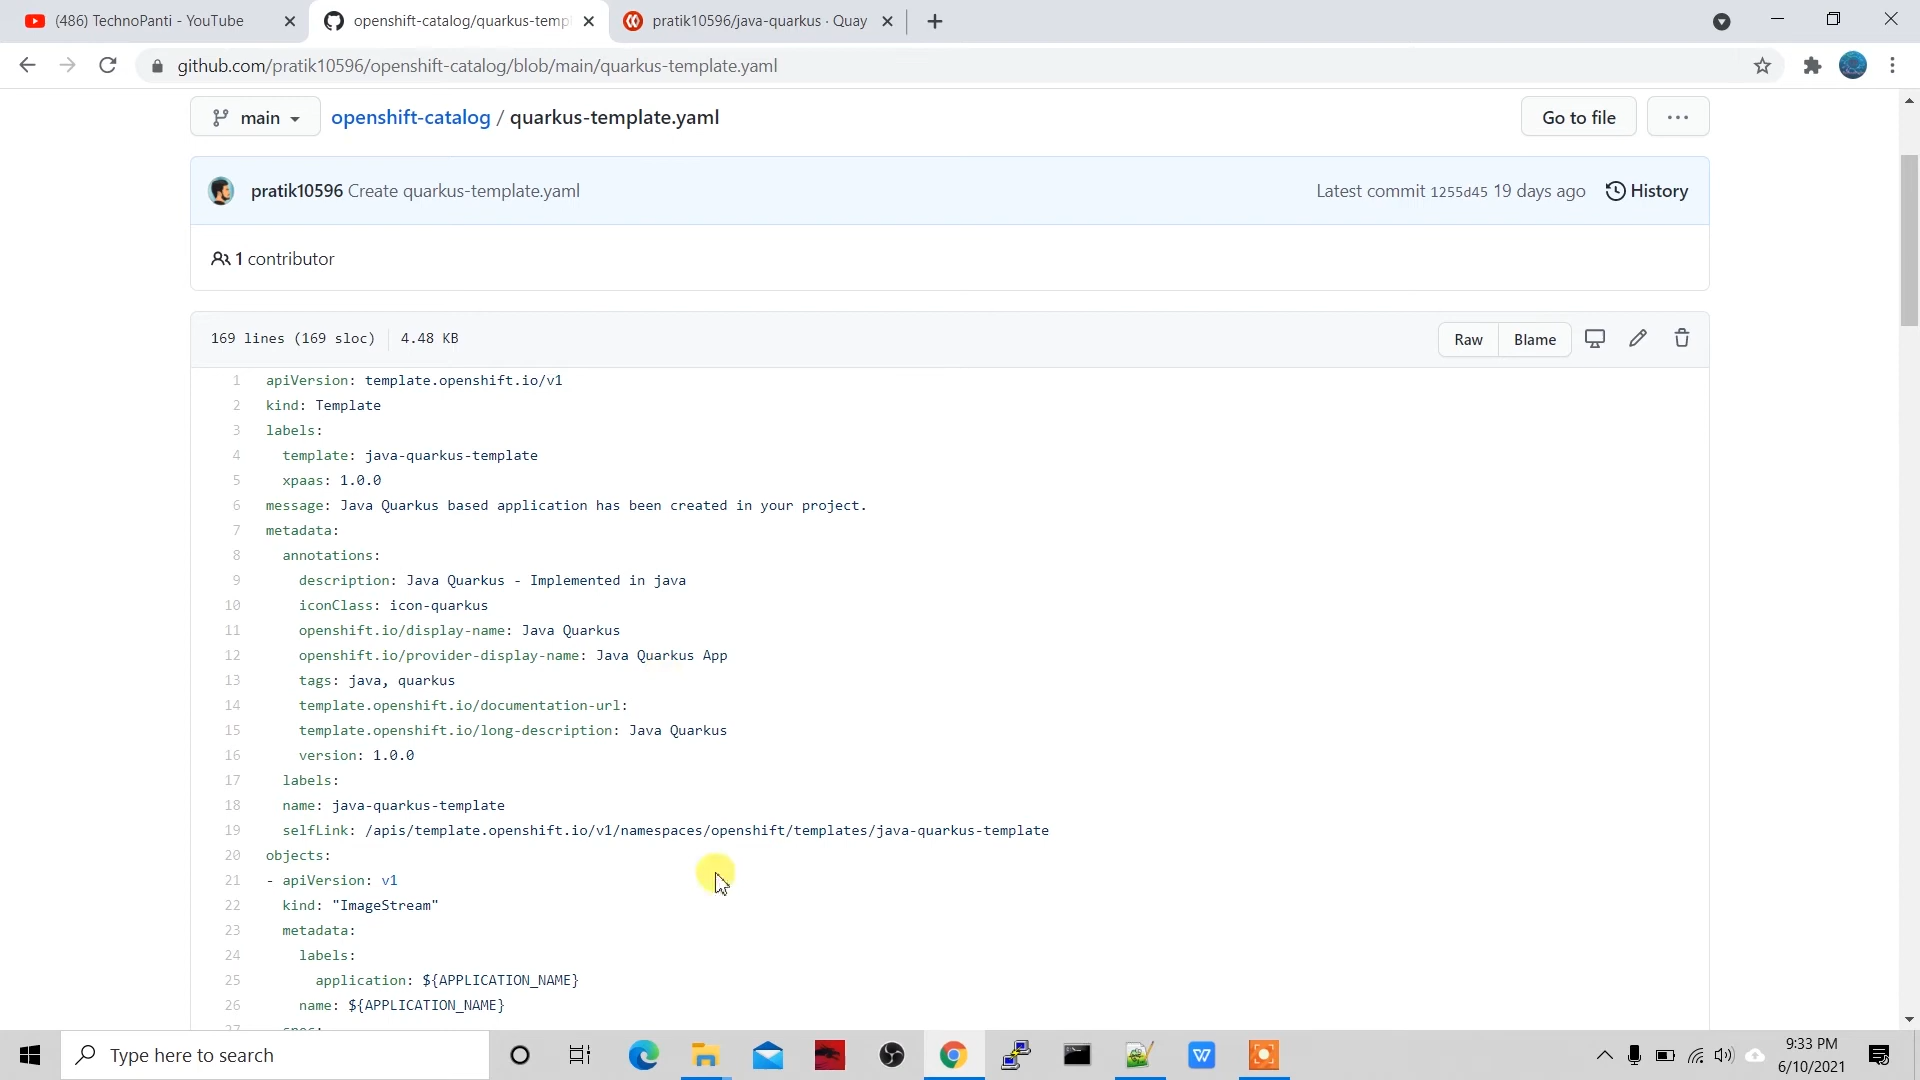 (486) TechnoPanti - YouTube
openshift-catalog/quarkus-temp
pratik10596/java-quarkus · Quay
github.com/pratik10596/openshift-catalog/blob/main/quarkus-template.yaml
main
openshift-catalog / quarkus-template.yaml
Go to file
pratik10596 Create quarkus-template.yaml
Latest commit 1255d45 19 days ago
History
1 contributor
169 lines (169 sloc)
4.48 KB
Raw
Blame
1 apiVersion: template.openshift.io/v1
2 kind: Template
3 labels:
4 template: java-quarkus-template
5 xpaas: 1.0.0
6 message: Java Quarkus based application has been created in your project.
7 metadata:
8 annotations:
9 description: Java Quarkus - Implemented in java
10 iconClass: icon-quarkus
11 openshift.io/display-name: Java Quarkus
12 openshift.io/provider-display-name: Java Quarkus App
13 tags: java, quarkus
14 template.openshift.io/documentation-url:
15 template.openshift.io/long-description: Java Quarkus
16 version: 1.0.0
17 labels:
18 name: java-quarkus-template
19 selfLink: /apis/template.openshift.io/v1/namespaces/openshift/templates/java-quarkus-template
20 objects:
21 - apiVersion: v1
22 kind: "ImageStream"
23 metadata:
24 labels:
25 application: ${APPLICATION_NAME}
26 name: ${APPLICATION_NAME}
27 spec:
Type here to search
9:33 PM
6/10/2021